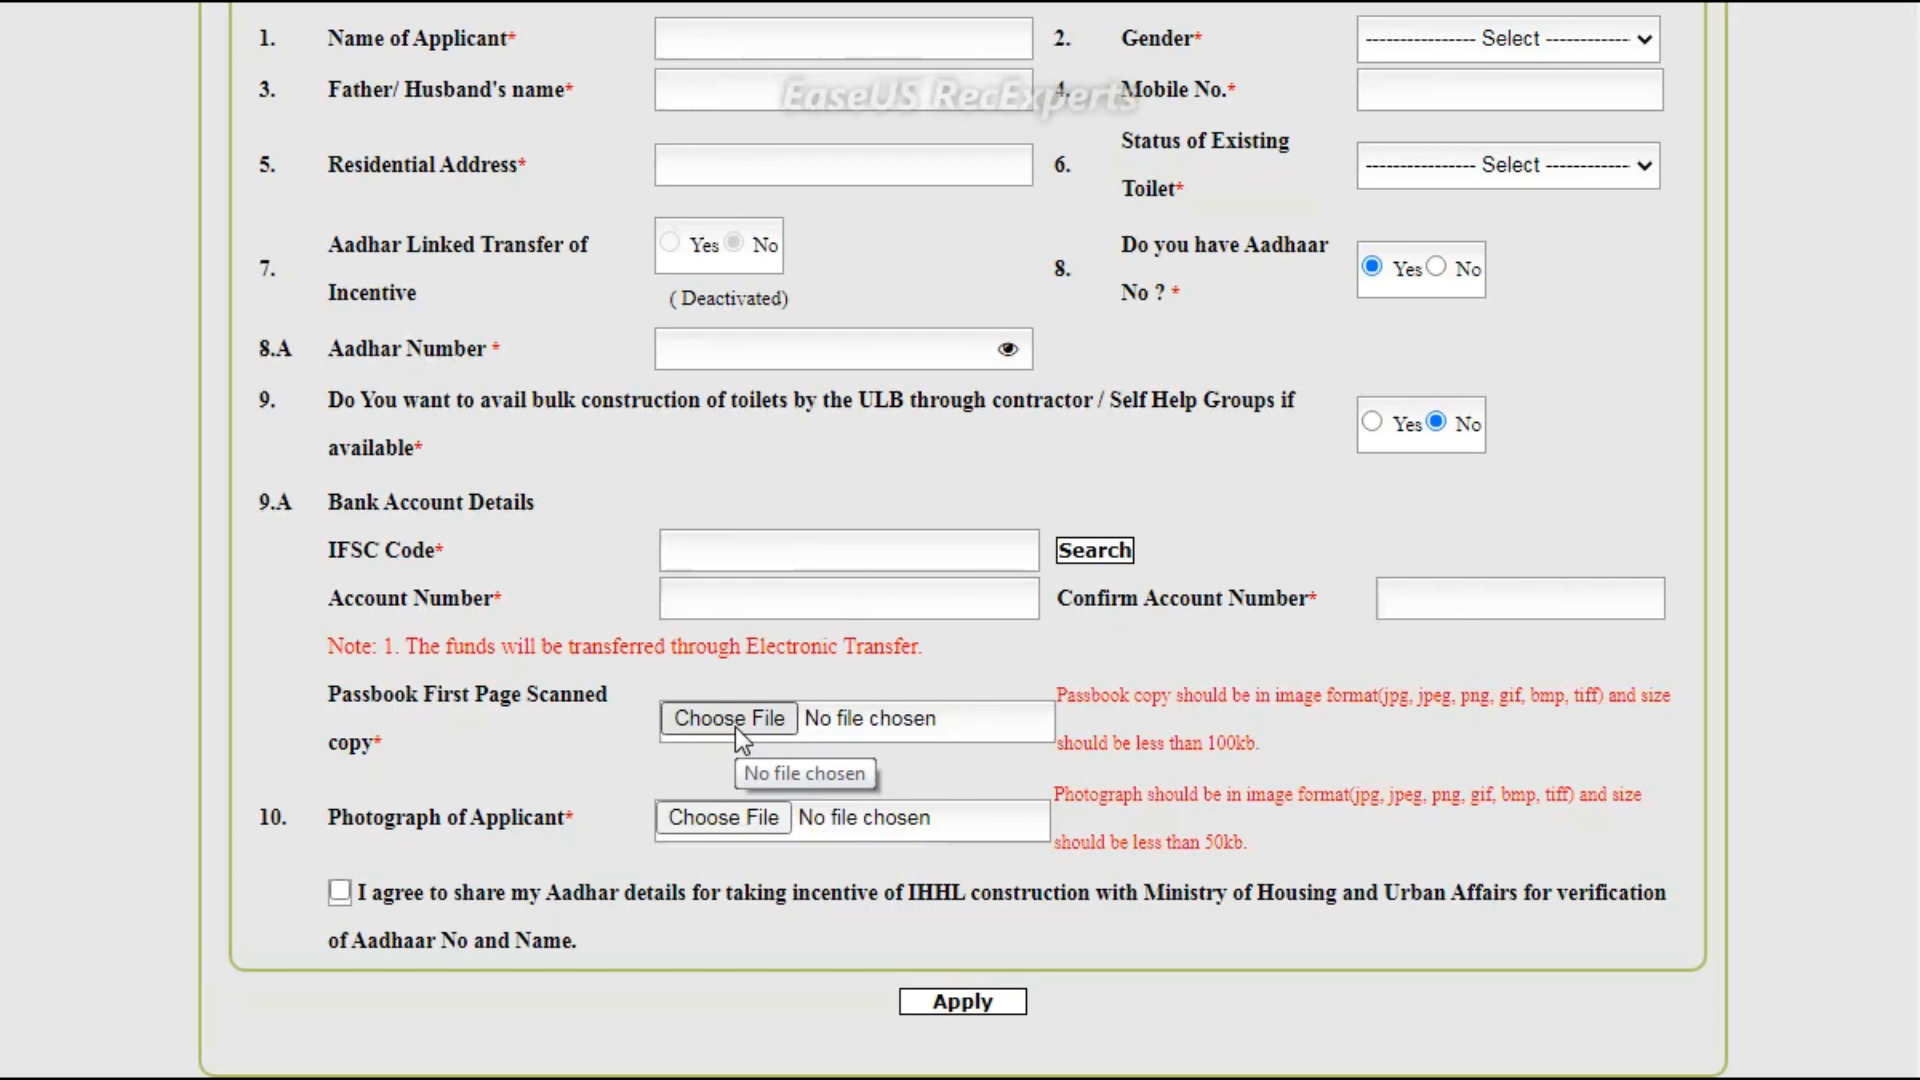 1. Name of Applicant* 2. Gender* ---------------- Select ------------
3. Father/ Husband's name* 4. Mobile No.*
EaseUS RecExperts
5. Residential Address* 6. Status of Existing Toilet* ---------------- Select ------------
7. Aadhar Linked Transfer of Incentive Yes No
( Deactivated)
8. Do you have Aadhaar No ? * Yes No
8.A Aadhar Number *
9. Do You want to avail bulk construction of toilets by the ULB through contractor / Self Help Groups if
available* Yes No
9.A Bank Account Details
IFSC Code* Search
Account Number* Confirm Account Number*
Note: 1. The funds will be transferred through Electronic Transfer.
Passbook First Page Scanned
copy* Choose File No file chosen
Passbook copy should be in image format(jpg, jpeg, png, gif, bmp, tiff) and size
should be less than 100kb.
No file chosen
10. Photograph of Applicant* Choose File No file chosen
Photograph should be in image format(jpg, jpeg, png, gif, bmp, tiff) and size
should be less than 50kb.
I agree to share my Aadhar details for taking incentive of IHHL construction with Ministry of Housing and Urban Affairs for verification
of Aadhaar No and Name.
Apply